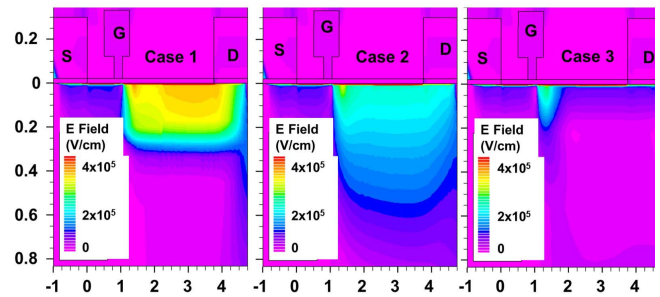 S G Case 1 D
G Case 2
S G Case 3 D
0.2
0
0.2
0.4
0.6
0.8
E Field
(V/cm)
4x10⁵
2x10⁵
0
E Field
(V/cm)
4x10⁵
2x10⁵
0
E Field
(V/cm)
4x10⁵
2x10⁵
0
-1 0 1 2 3 4
-1 0 1 2 3 4
-1 0 1 2 3 4